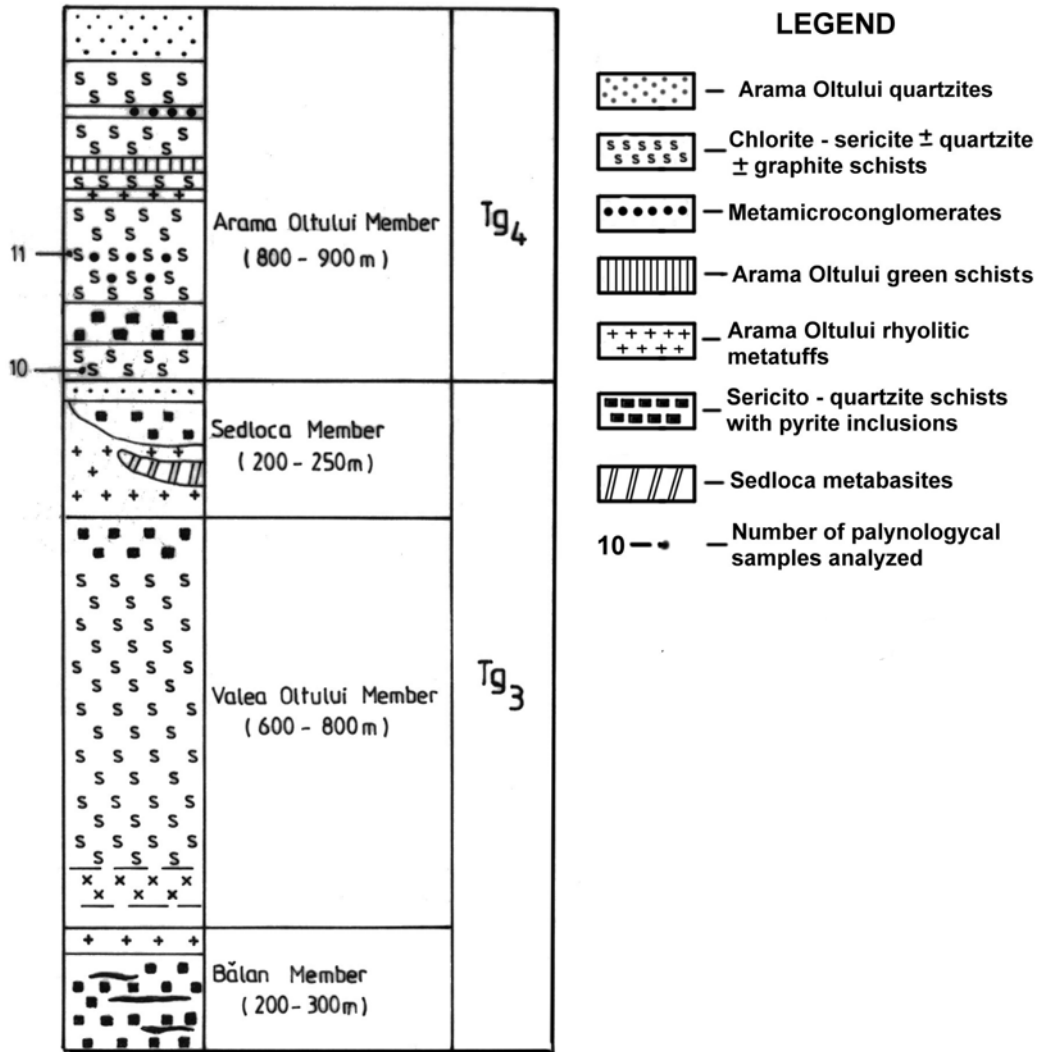 11
10
Arama Oltului Member
(800 - 900m)
Sedloca Member
(200 - 250m)
Valea Oltului Member
(600 - 800m)
Bălan Member
(200 - 300m)
Tg4
Tg3
LEGEND
Arama Oltului quartzites
Chlorite - sericite ± quartzite
± graphite schists
Metamicroconglomerates
Arama Oltului green schists
Arama Oltului rhyolitic
metatuffs
Sericito - quartzite schists
with pyrite inclusions
Sedloca metabasites
10
Number of palynologycal
samples analyzed